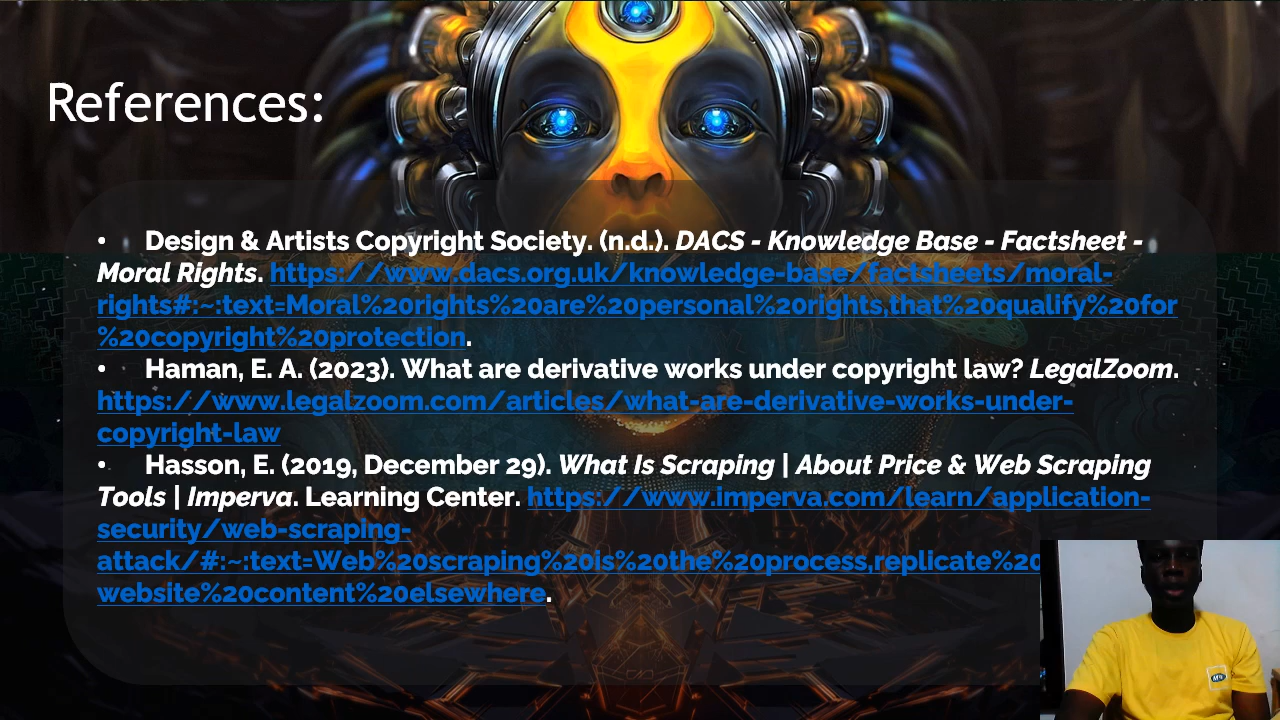 References:
• Design & Artists Copyright Society. (n.d.). DACS - Knowledge Base - Factsheet -
Moral Rights. https://www.dacs.org.uk/knowledge-base/factsheets/moral-
rights#:~:text=Moral%20rights%20are%20personal%20rights,that%20qualify%20for
%20copyright%20protection.
• Haman, E. A. (2023). What are derivative works under copyright law? LegalZoom.
https://www.legalzoom.com/articles/what-are-derivative-works-under-
copyright-law
• Hasson, E. (2019, December 29). What Is Scraping | About Price & Web Scraping
Tools | Imperva. Learning Center. https://www.imperva.com/learn/application-
security/web-scraping-
attack/#:~:text=Web%20scraping%20is%20the%20process,replicate%20
website%20content%20elsewhere.